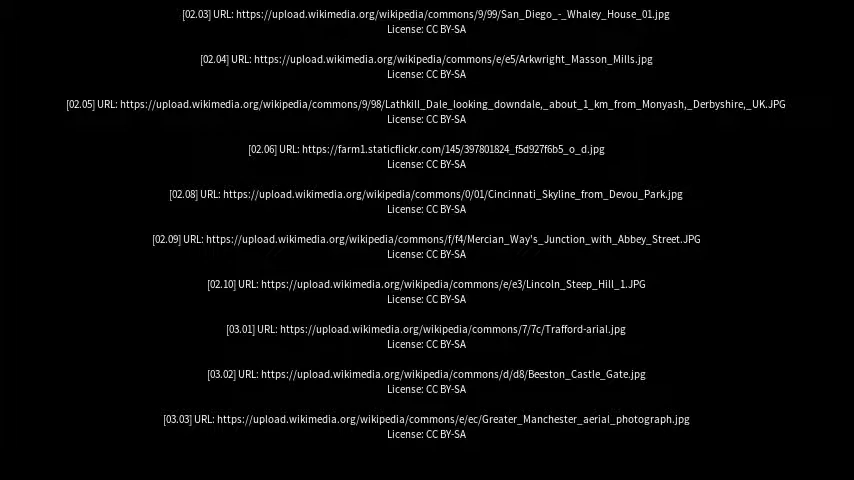 [02.03] URL: https://upload.wikimedia.org/wikipedia/commons/9/99/San_Diego_-_Whaley_House_01.jpg
License: CC BY-SA
[02.04] URL: https://upload.wikimedia.org/wikipedia/commons/e/e5/Arkwright_Masson_Mills.jpg
License: CC BY-SA
[02.05] URL: https://upload.wikimedia.org/wikipedia/commons/9/98/Lathkill_Dale_looking_downdale,_about_1_km_from_Monyash,_Derbyshire,_UK.JPG
License: CC BY-SA
[02.06] URL: https://farm1.staticflickr.com/145/397801824_f5d927f6b5_o_d.jpg
License: CC BY-SA
[02.08] URL: https://upload.wikimedia.org/wikipedia/commons/0/01/Cincinnati_Skyline_from_Devou_Park.jpg
License: CC BY-SA
[02.09] URL: https://upload.wikimedia.org/wikipedia/commons/f/f4/Mercian_Way's_Junction_with_Abbey_Street.JPG
License: CC BY-SA
[02.10] URL: https://upload.wikimedia.org/wikipedia/commons/e/e3/Lincoln_Steep_Hill_1.JPG
License: CC BY-SA
[03.01] URL: https://upload.wikimedia.org/wikipedia/commons/7/7c/Trafford-arial.jpg
License: CC BY-SA
[03.02] URL: https://upload.wikimedia.org/wikipedia/commons/d/d8/Beeston_Castle_Gate.jpg
License: CC BY-SA
[03.03] URL: https://upload.wikimedia.org/wikipedia/commons/e/ec/Greater_Manchester_aerial_photograph.jpg
License: CC BY-SA